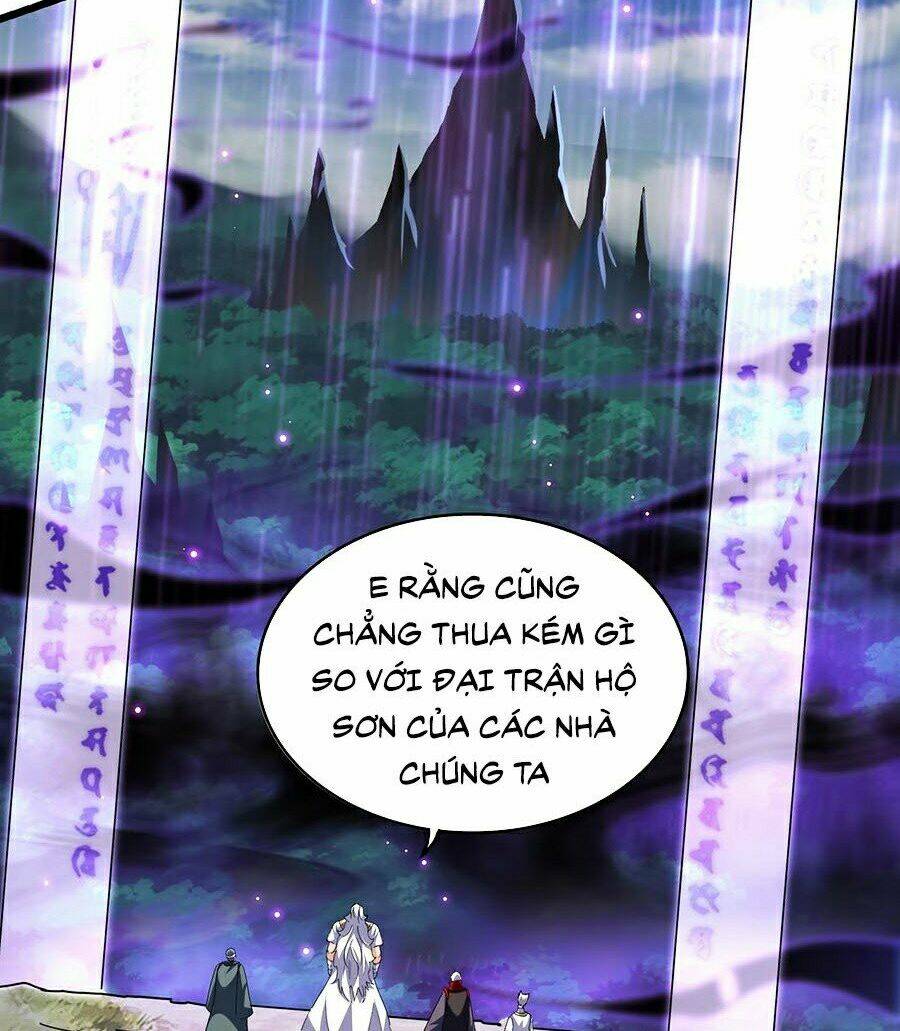 E RẰNG CŨNG
CHẲNG THUA KÉM GÌ
SO VỚI ĐẠI TRẬN HỘ
SƠN CỦA CÁC NHÀ
CHÚNG TA